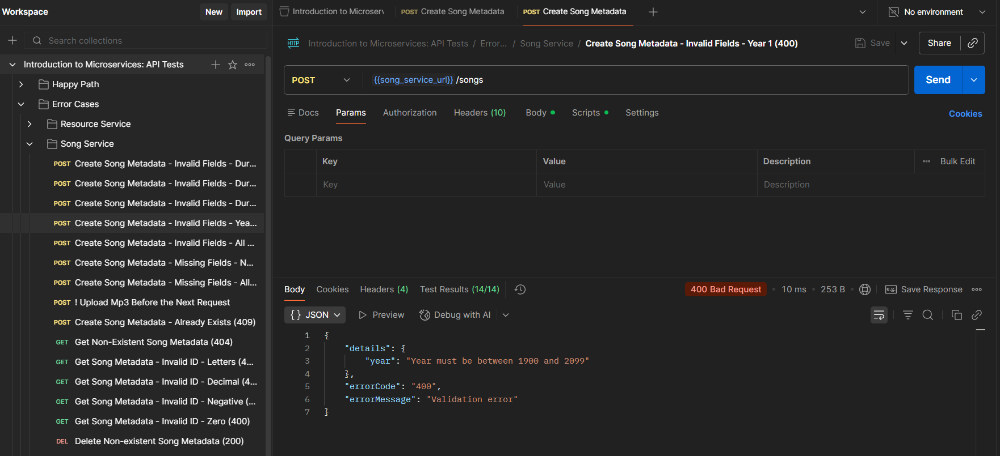 Workspace
New
Import
Search collections
Introduction to Microservices: API Tests
Happy Path
Error Cases
Resource Service
Song Service
POST Create Song Metadata - Invalid Fields - Dur...
POST Create Song Metadata - Invalid Fields - Dur...
POST Create Song Metadata - Invalid Fields - Dur...
POST Create Song Metadata - Invalid Fields - Yea...
POST Create Song Metadata - Invalid Fields - All ...
POST Create Song Metadata - Missing Fields - N...
POST Create Song Metadata - Missing Fields - All...
POST ! Upload Mp3 Before the Next Request
POST Create Song Metadata - Already Exists (409)
GET Get Non-Existent Song Metadata (404)
GET Get Song Metadata - Invalid ID - Letters (4...
GET Get Song Metadata - Invalid ID - Decimal (4...
GET Get Song Metadata - Invalid ID - Negative (...
GET Get Song Metadata - Invalid ID - Zero (400)
DEL Delete Non-existent Song Metadata (200)
Introduction to Microserv
POST Create Song Metadata
POST Create Song Metadata
No environment
HTTP Introduction to Microservices: API Tests / Error... / Song Service / Create Song Metadata - Invalid Fields - Year 1 (400)
Save
Share
POST
{{song_service_url}} /songs
Send
Docs
Params
Authorization
Headers (10)
Body
Scripts
Settings
Cookies
Query Params
Key Value Description Bulk Edit
Key Value Description
Body
Cookies
Headers (4)
Test Results (14/14)
400 Bad Request • 10 ms • 253 B
e.g. Save Response
{} JSON
Preview
Debug with AI
1 {
2 "details": {
3 "year": "Year must be between 1900 and 2099"
4 },
5 "errorCode": "400",
6 "errorMessage": "Validation error"
7 }